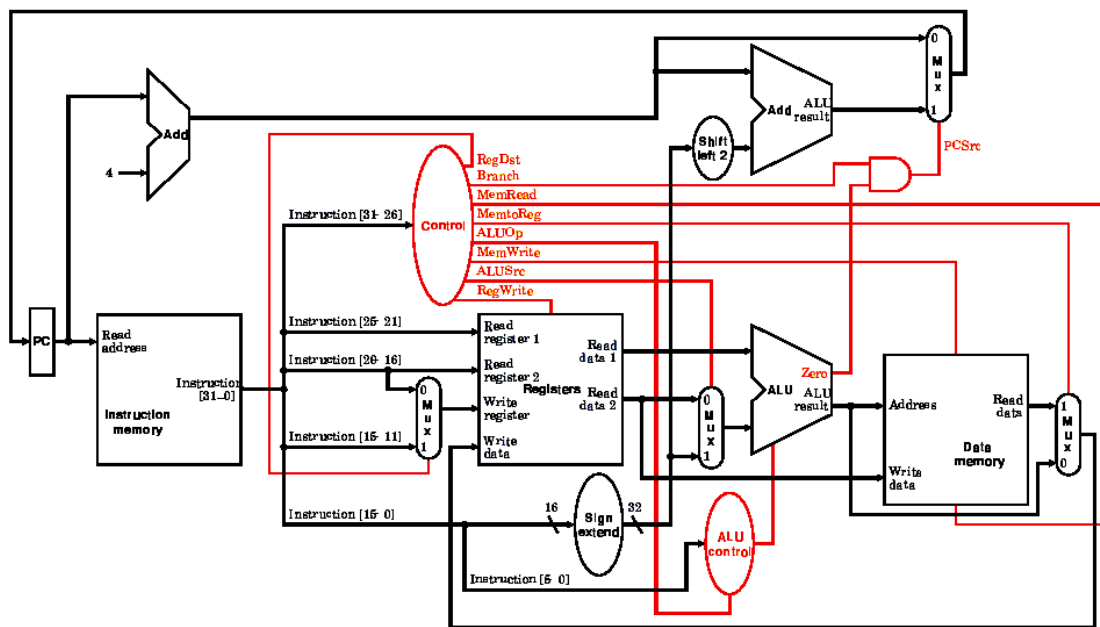 0
M
u
x
1
Add
ALU
result
Add
Shift
left 2
PCSrc
4
RegDst
Branch
MemRead
MemtoReg
ALUOp
MemWrite
ALUSrc
RegWrite
Control
Instruction [31- 26]
Instruction [25- 21]
Instruction [20- 16]
Instruction [15- 11]
Instruction [15- 0]
Instruction [5- 0]
PC
Read
address
Instruction
[31-0]
Instruction
memory
0
M
u
x
1
Read
register 1
Read
register 2
Write
register
Write
data
Registers
Read
data 1
Read
data 2
0
M
u
x
1
Zero
ALU
ALU
result
Address
Write
data
Read
data
Data
memory
1
M
u
x
0
16
Sign
extend
32
ALU
control